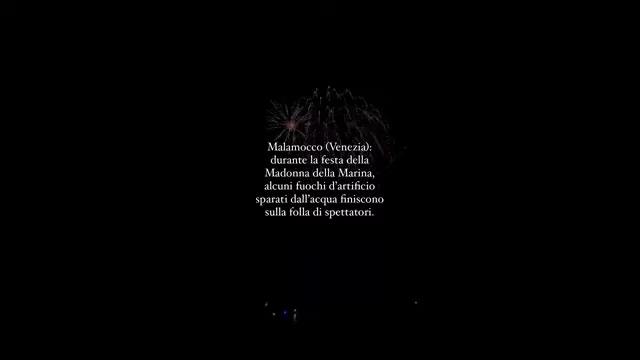 Malamocco (Venezia):
durante la festa della
Madonna della Marina,
alcuni fuochi d'artificio
sparati dall'acqua finiscono
sulla folla di spettatori.